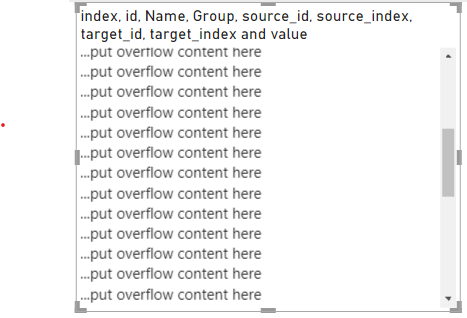 index, id, Name, Group, source_id, source_index,
target_id, target_index and value
...put overflow content here
...put overflow content here
...put overflow content here
...put overflow content here
...put overflow content here
...put overflow content here
...put overflow content here
...put overflow content here
...put overflow content here
...put overflow content here
...put overflow content here
...put overflow content here
...put overflow content here